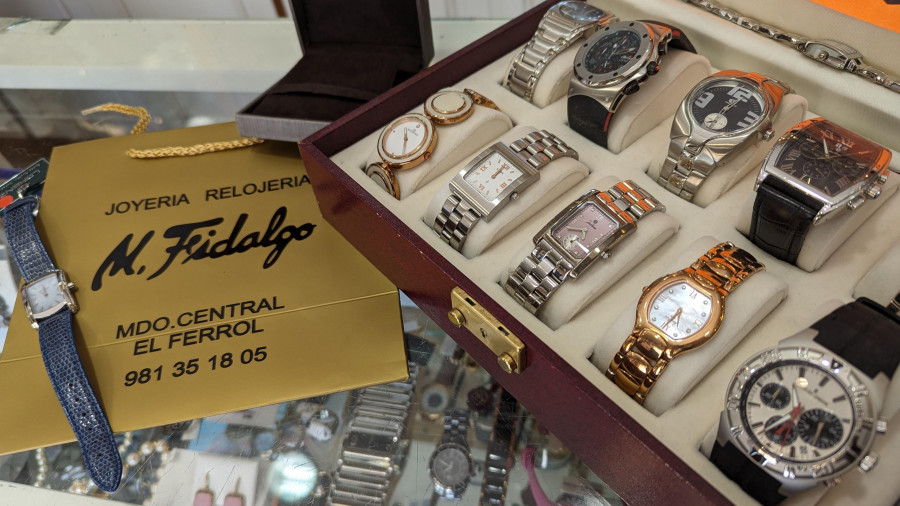 JOYERIA RELOJERIA
M. Fidalgo
MDO.CENTRAL
EL FERROL
981 35 18 05